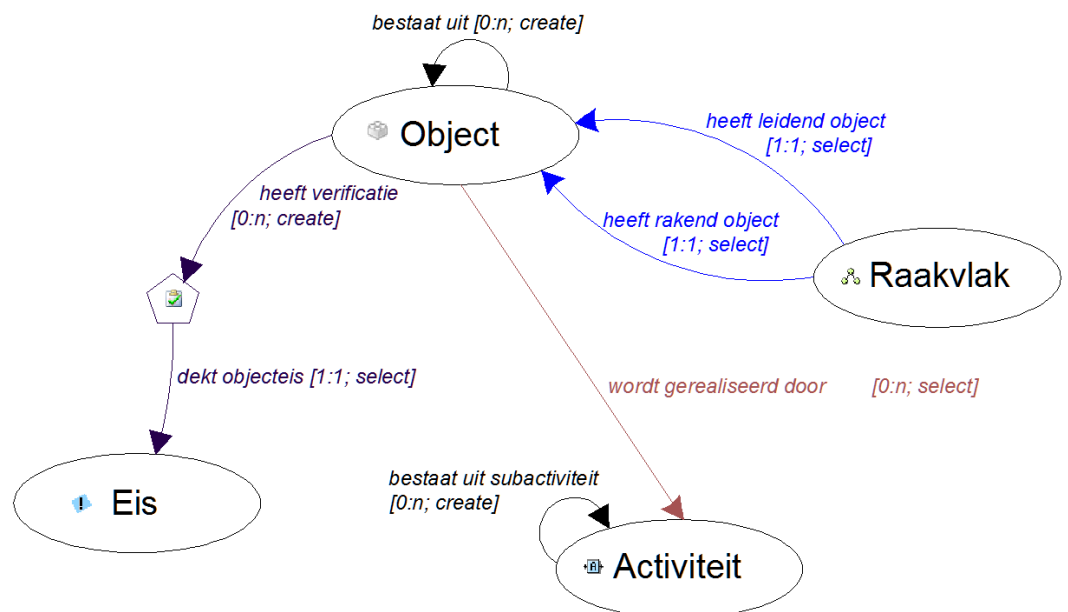 bestaat uit [0:n; create]
Object
heeft leidend object
[1:1; select]
heeft verificatie
[0:n; create]
heeft rakend object
[1:1; select]
Raakvlak
dekt objecteis [1:1; select]
wordt gerealiseerd door [0:n; select]
bestaat uit subactiviteit
[0:n; create]
! Eis
A Activiteit